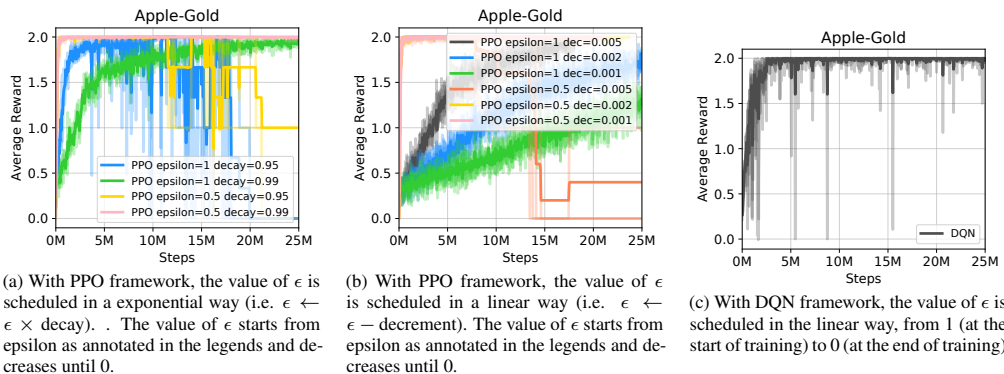 Apple-Gold
Average Reward
2.0
1.5
1.0
0.5
0.0
PPO epsilon=1 decay=0.95
PPO epsilon=1 decay=0.99
PPO epsilon=0.5 decay=0.95
PPO epsilon=0.5 decay=0.99
0M 5M 10M 15M 20M 25M
Steps
(a) With PPO framework, the value of ϵ is
scheduled in a exponential way (i.e. ϵ ←
ϵ × decay). . The value of ϵ starts from
epsilon as annotated in the legends and de-
creases until 0.
Apple-Gold
Average Reward
2.0
1.5
1.0
0.5
0.0
PPO epsilon=1 dec=0.005
PPO epsilon=1 dec=0.002
PPO epsilon=1 dec=0.001
PPO epsilon=0.5 dec=0.005
PPO epsilon=0.5 dec=0.002
PPO epsilon=0.5 dec=0.001
0M 5M 10M 15M 20M 25M
Steps
(b) With PPO framework, the value of ϵ
is scheduled in a linear way (i.e. ϵ ←
ϵ − decrement). The value of ϵ starts from
epsilon as annotated in the legends and de-
creases until 0.
Apple-Gold
Average Reward
2.0
1.5
1.0
0.5
0.0
DQN
0M 5M 10M 15M 20M 25M
Steps
(c) With DQN framework, the value of ϵ is
scheduled in the linear way, from 1 (at the
start of training) to 0 (at the end of training)